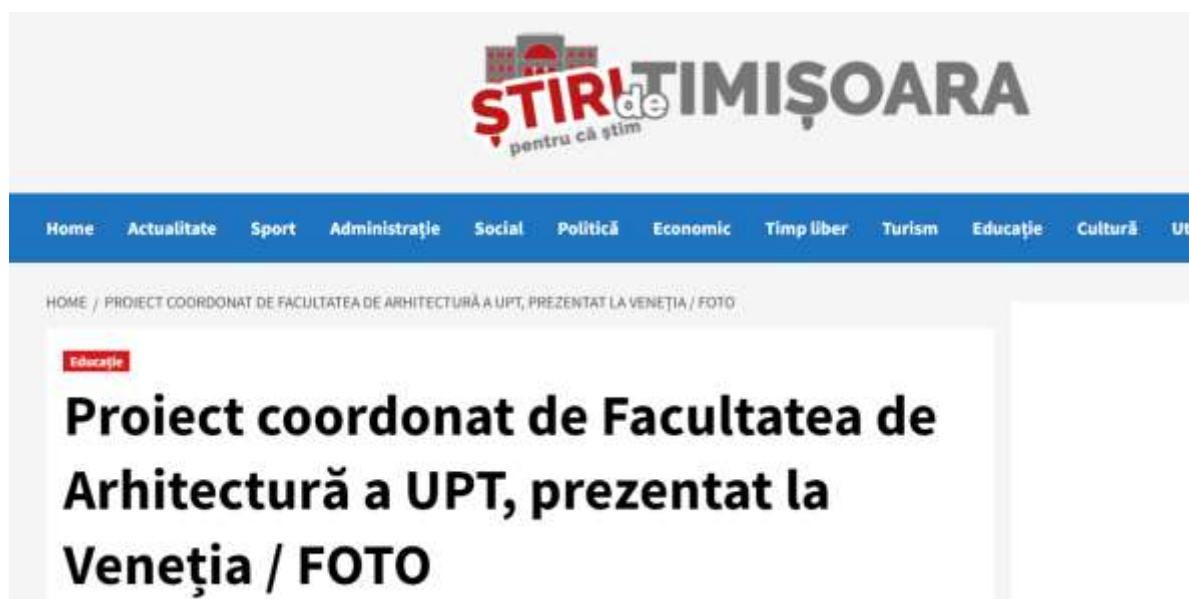 ȘTIRI de TIMIȘOARA
pentru că știm
Home Actualitate Sport Administrație Social Politică Economic Timp liber Turism Educație Cultură
HOME / PROIECT COORDONAT DE FACULTATEA DE ARHITECTURĂ A UPT, PREZENTAT LA VENEȚIA / FOTO
Educație
Proiect coordonat de Facultatea de
Arhitectură a UPT, prezentat la
Veneția / FOTO